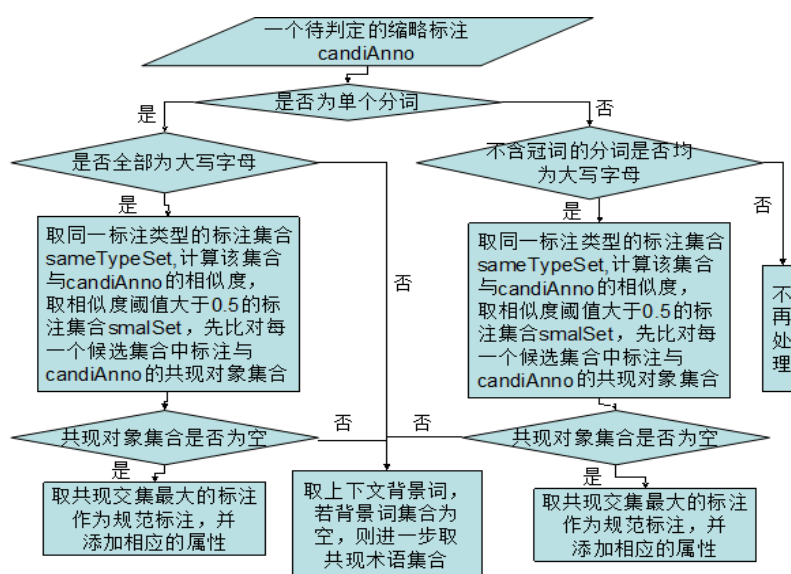 一个待判定的缩略标注
candiAnno
是否为单个分词
是
否
是否全部为大写字母
不含冠词的分词是否均
为大写字母
是
是
否
否
取同一标注类型的标注集合
sameTypeSet,计算该集合
与candiAnno的相似度，
取相似度阈值大于0.5的标
注集合smalSet，先比对每
一个候选集合中标注与
candiAnno的共现对象集合
取同一标注类型的标注集合
sameTypeSet,计算该集合
与candiAnno的相似度，
取相似度阈值大于0.5的标
注集合smalSet，先比对每
一个候选集合中标注与
candiAnno的共现对象集合
不
再
处
理
共现对象集合是否为空
否
否
共现对象集合是否为空
是
是
取共现交集最大的标注
作为规范标注，并
添加相应的属性
取上下文背景词，
若背景词集合为
空，则进一步取
共现术语集合
取共现交集最大的标注
作为规范标注，并
添加相应的属性